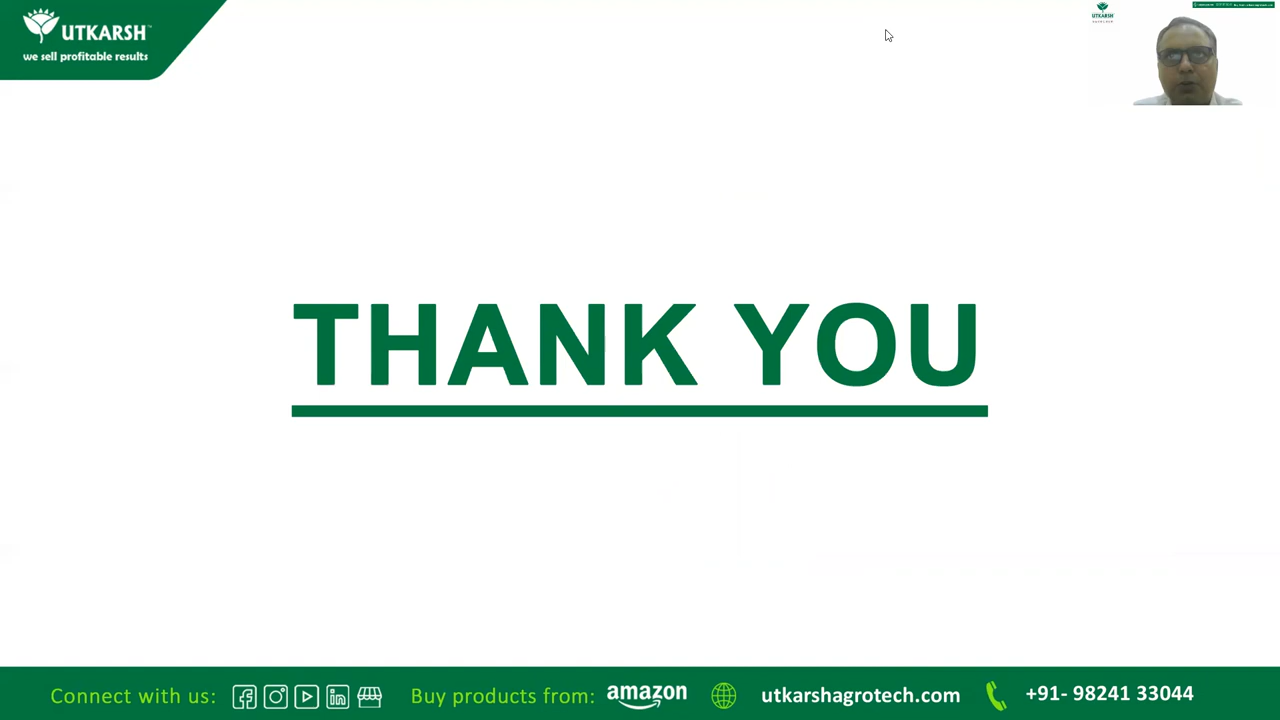 UTKARSH™
we sell profitable results
UTKARSH
THANK YOU
Connect with us:
Buy products from: amazon
utkarshagrotech.com
+91- 98241 33044